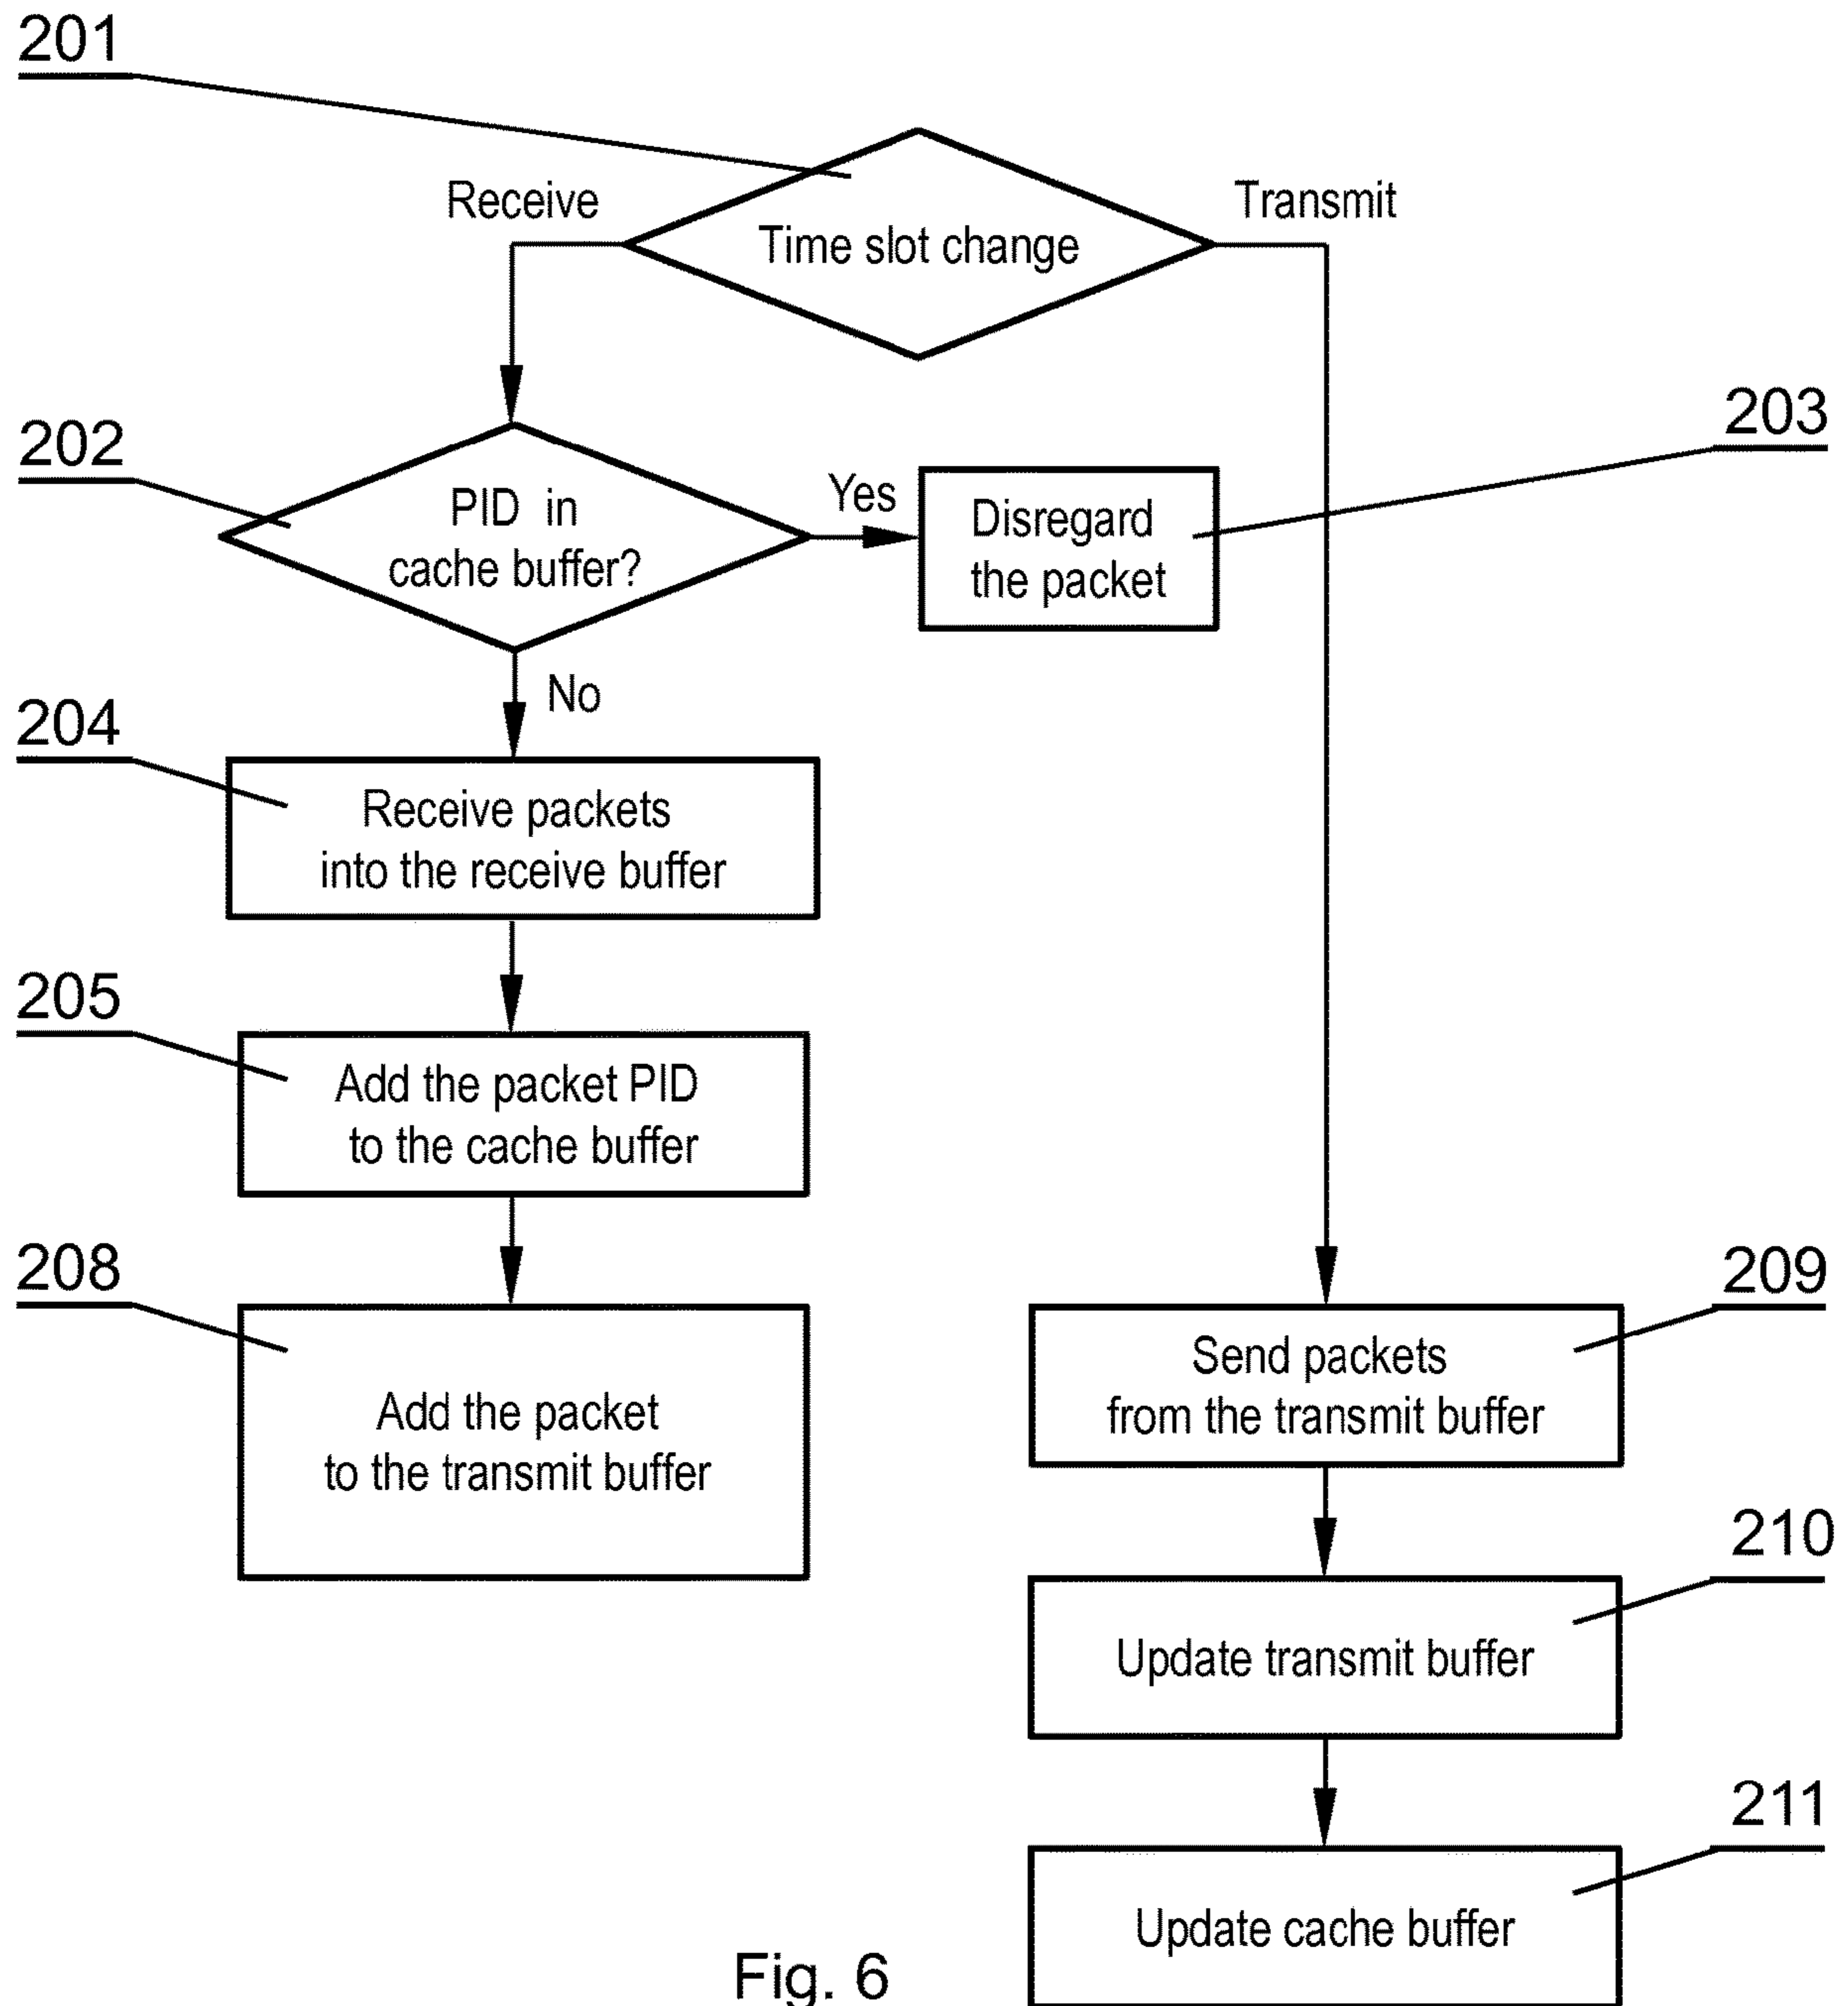 201
Receive
Transmit
Time slot change
202
203
PID in
cache buffer?
Yes
Disregard
the packet
No
204
Receive packets
into the receive buffer
205
Add the packet PID
to the cache buffer
208
Add the packet
to the transmit buffer
209
Send packets
from the transmit buffer
210
Update transmit buffer
211
Update cache buffer
Fig. 6